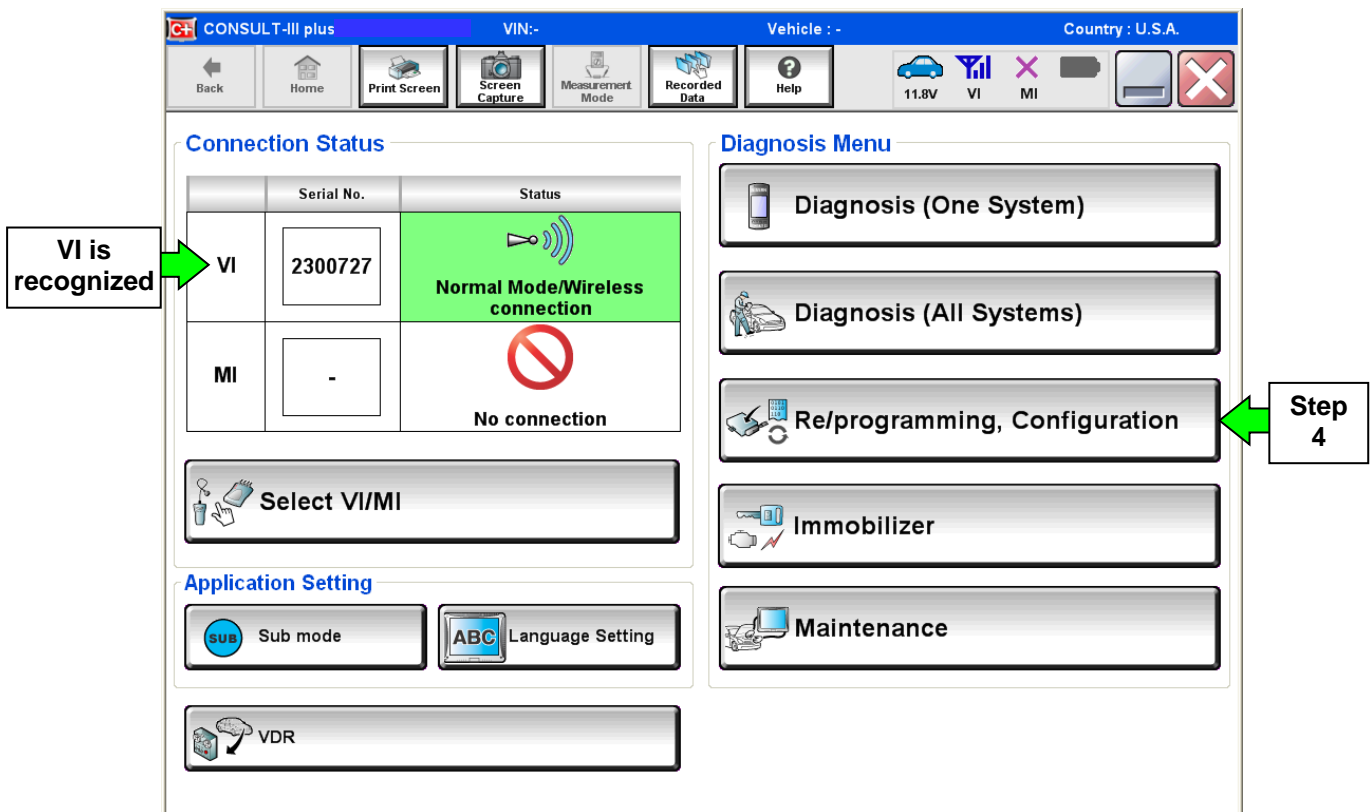 C+ CONSULT-III plus VIN:- Vehicle : - Country : U.S.A.
Back
Home
Print Screen
Screen
Capture
Measurement
Mode
Recorded
Data
?
Help
11.8V
VI
MI
Connection Status
Serial No. Status
VI is
recognized
VI
2300727
Normal Mode/Wireless
connection
MI
-
No connection
Select VI/MI
Application Setting
SUB
Sub mode
ABC
Language Setting
VDR
Diagnosis Menu
Diagnosis (One System)
Diagnosis (All Systems)
Re/programming, Configuration
Step
4
Immobilizer
Maintenance